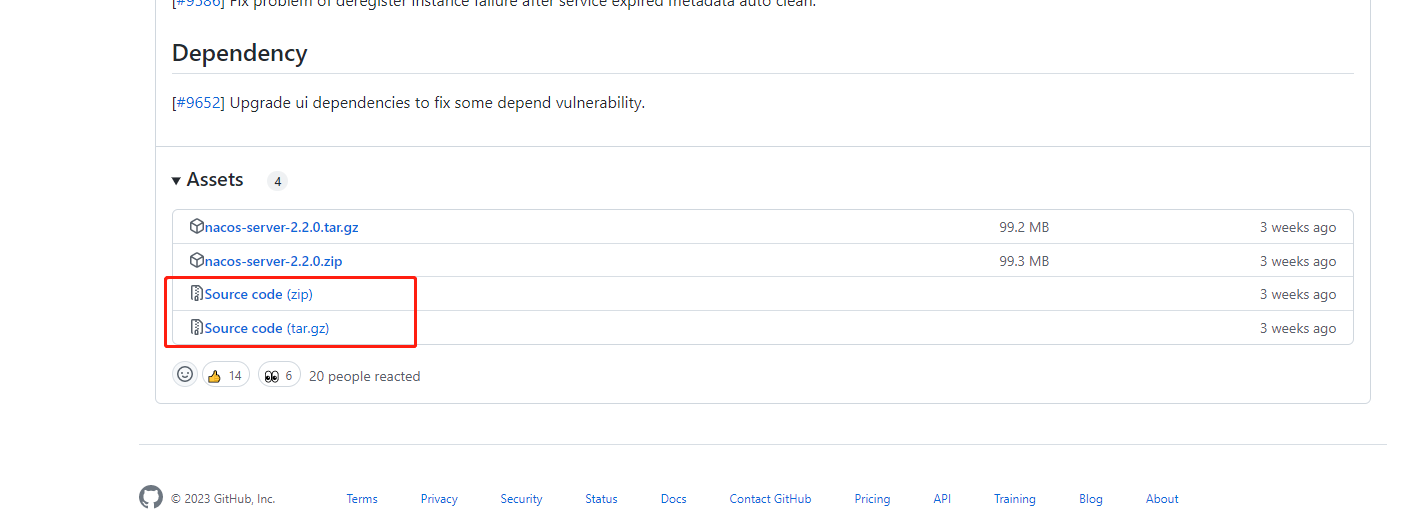 [#9586] Fix problem of deregister instance failure after service expired metadata auto clean.
Dependency
[#9652] Upgrade ui dependencies to fix some depend vulnerability.
Assets 4
nacos-server-2.2.0.tar.gz 99.2 MB 3 weeks ago
nacos-server-2.2.0.zip 99.3 MB 3 weeks ago
Source code (zip) 3 weeks ago
Source code (tar.gz) 3 weeks ago
14 6 20 people reacted
© 2023 GitHub, Inc. Terms Privacy Security Status Docs Contact GitHub Pricing API Training Blog About